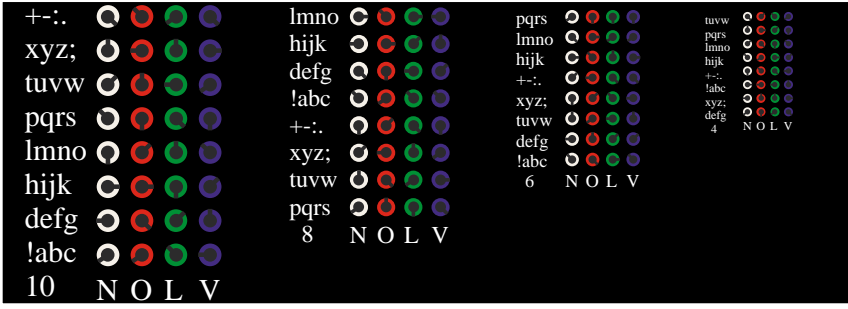 +-:.
xyz;
tuvw
pqrs
lmno
hijk
defg
!abc
10 N O L V
lmno
hijk
defg
!abc
+-:.
xyz;
tuvw
pqrs
8 N O L V
pqrs
lmno
hijk
+-:.
xyz;
tuvw
defg
!abc
6 N O L V
tuvw
pqrs
lmno
hijk
+-:.
!abc
xyz;
defg
4 N O L V